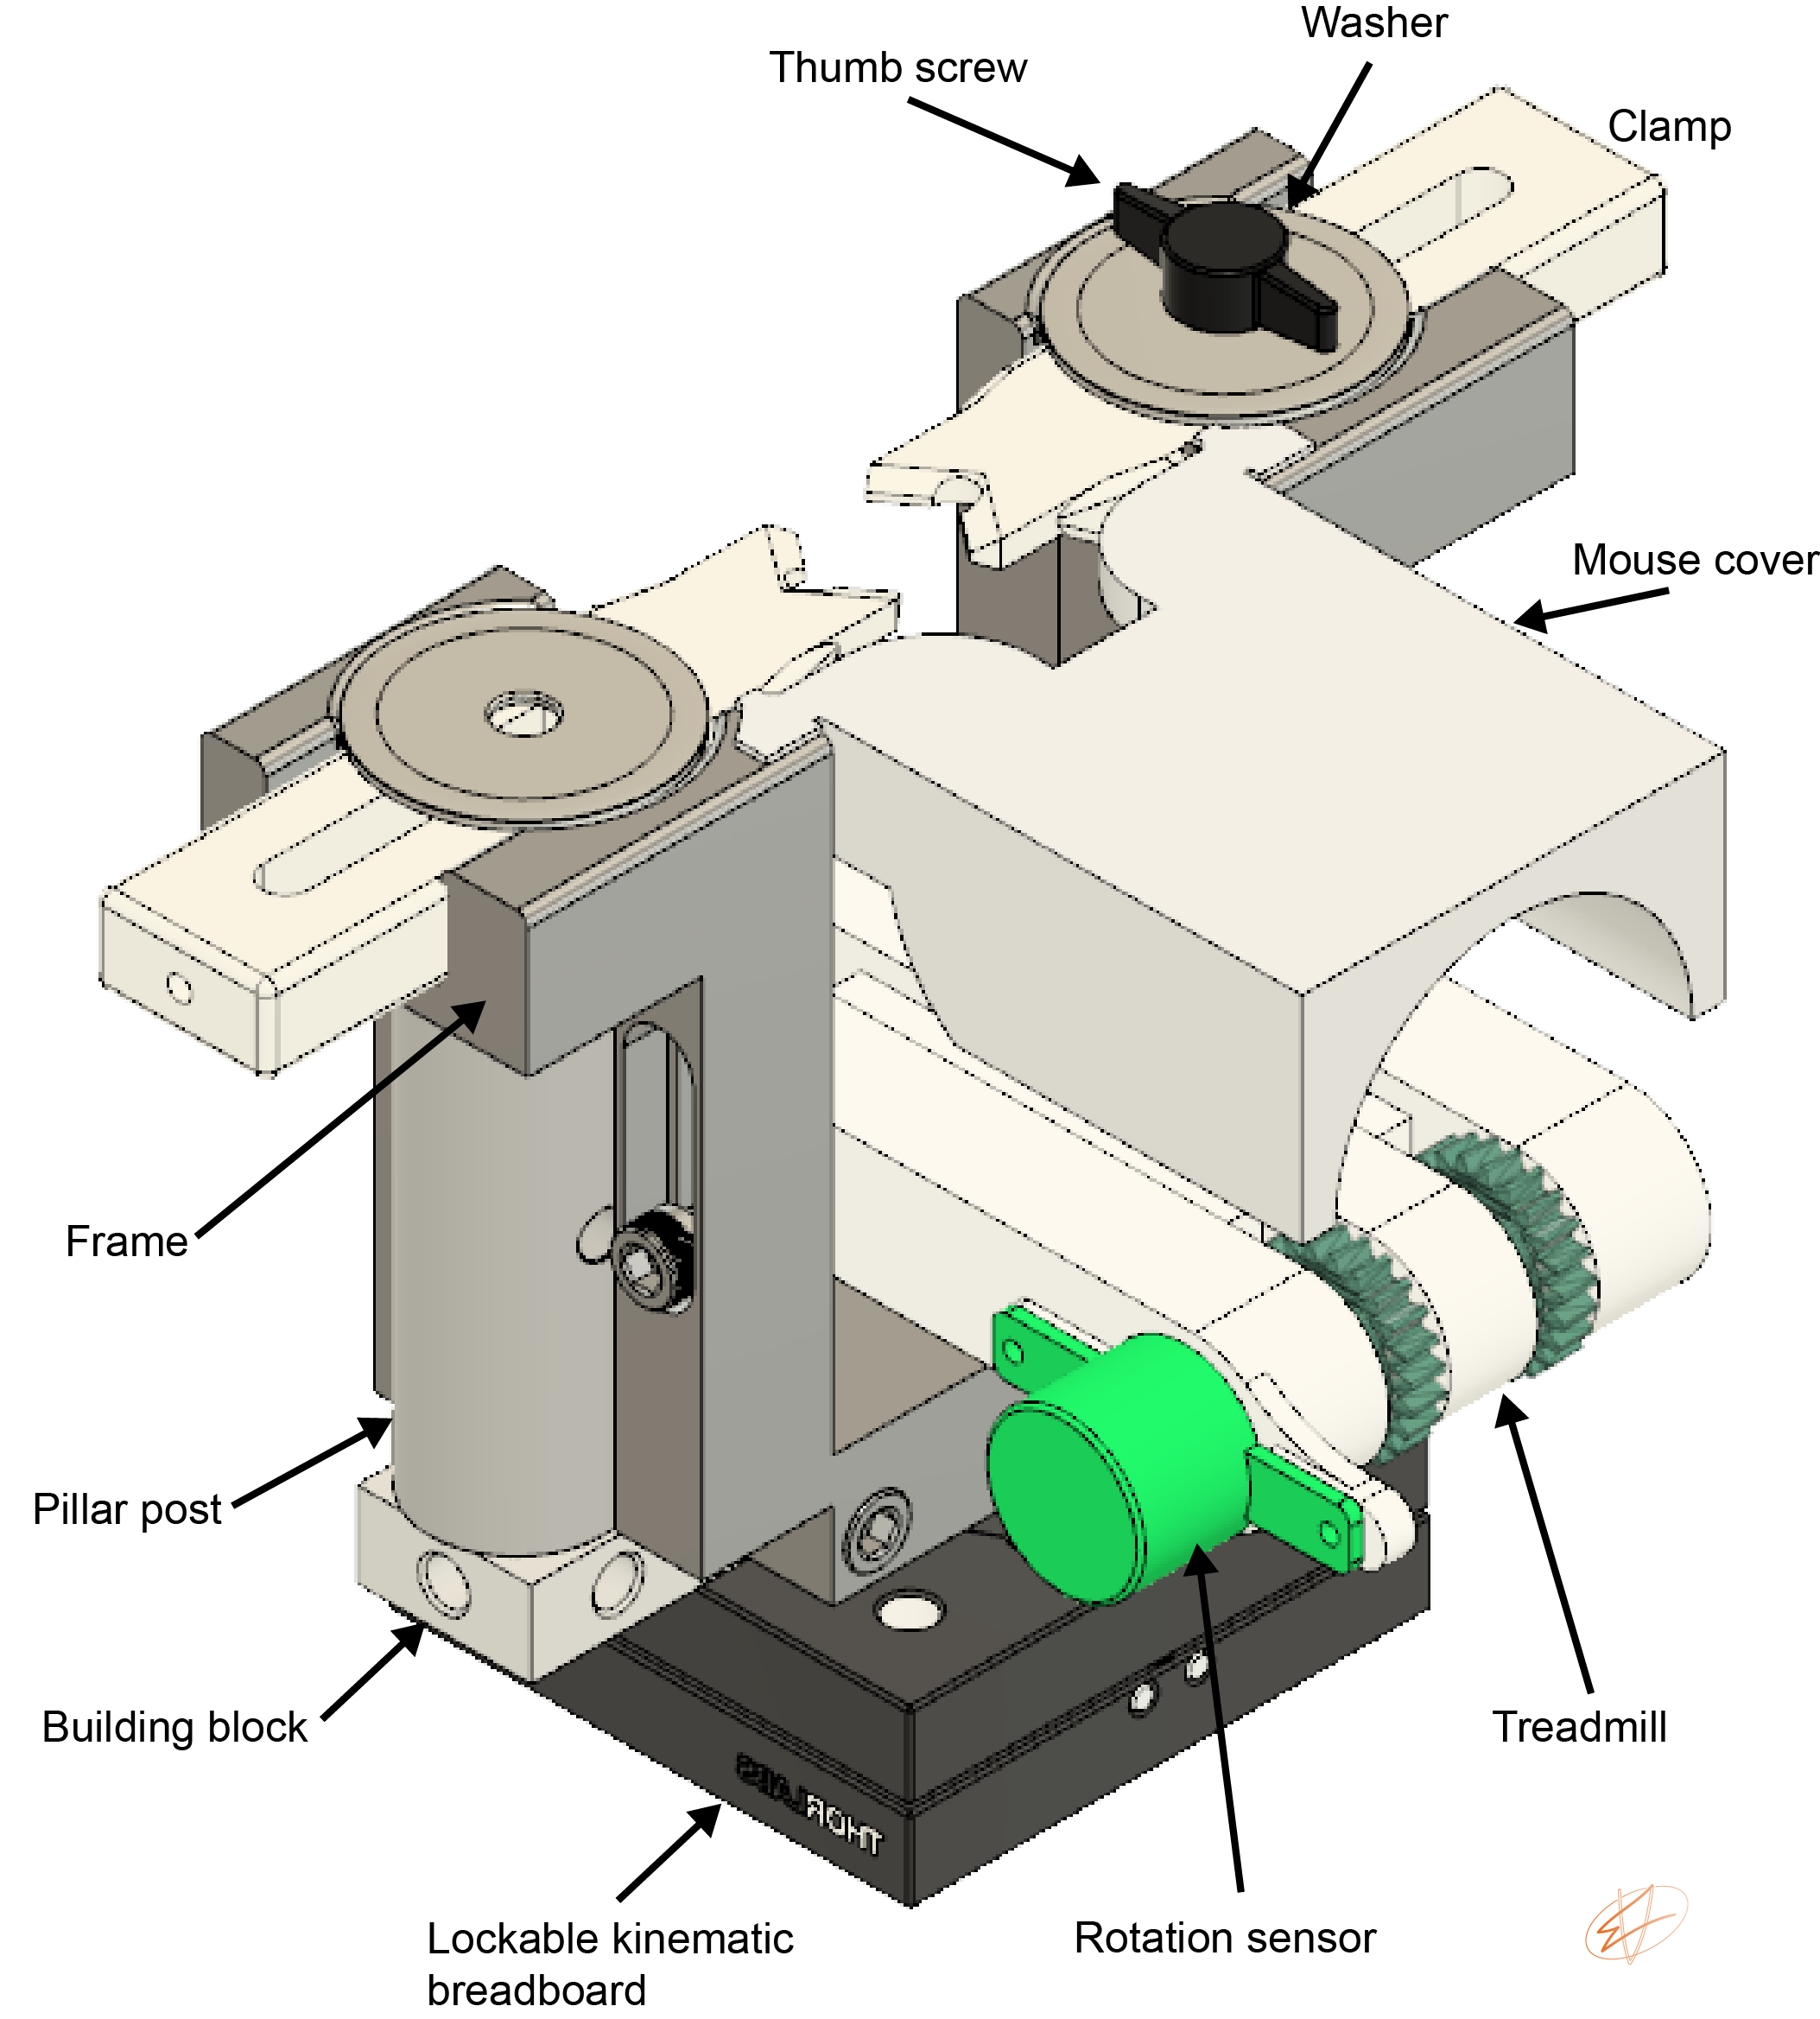 Washer
Thumb screw
Clamp
Mouse cover
Frame
Pillar post
Building block
Treadmill
THORLABS
Lockable kinematic
breadboard
Rotation sensor